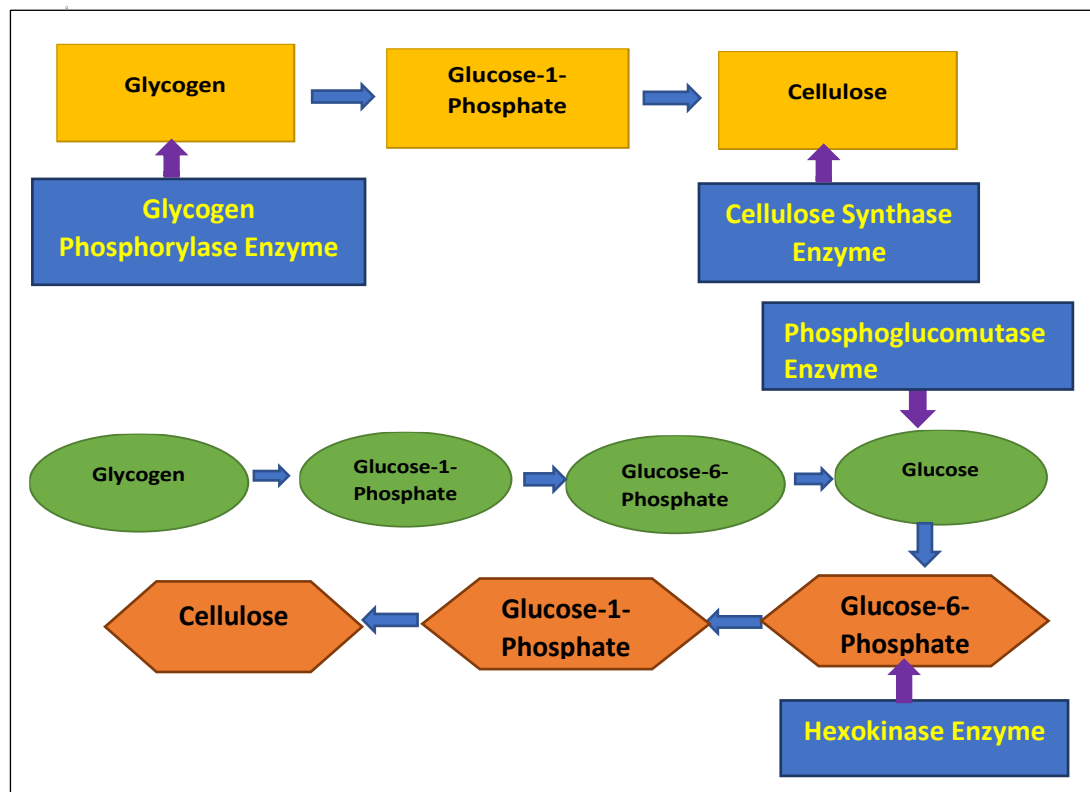 Glycogen
Glucose-1-
Phosphate
Cellulose
Glycogen
Phosphorylase Enzyme
Cellulose Synthase
Enzyme
Phosphoglucomutase
Enzyme
Glycogen
Glucose-1-
Phosphate
Glucose-6-
Phosphate
Glucose
Cellulose
Glucose-1-
Phosphate
Glucose-6-
Phosphate
Hexokinase Enzyme